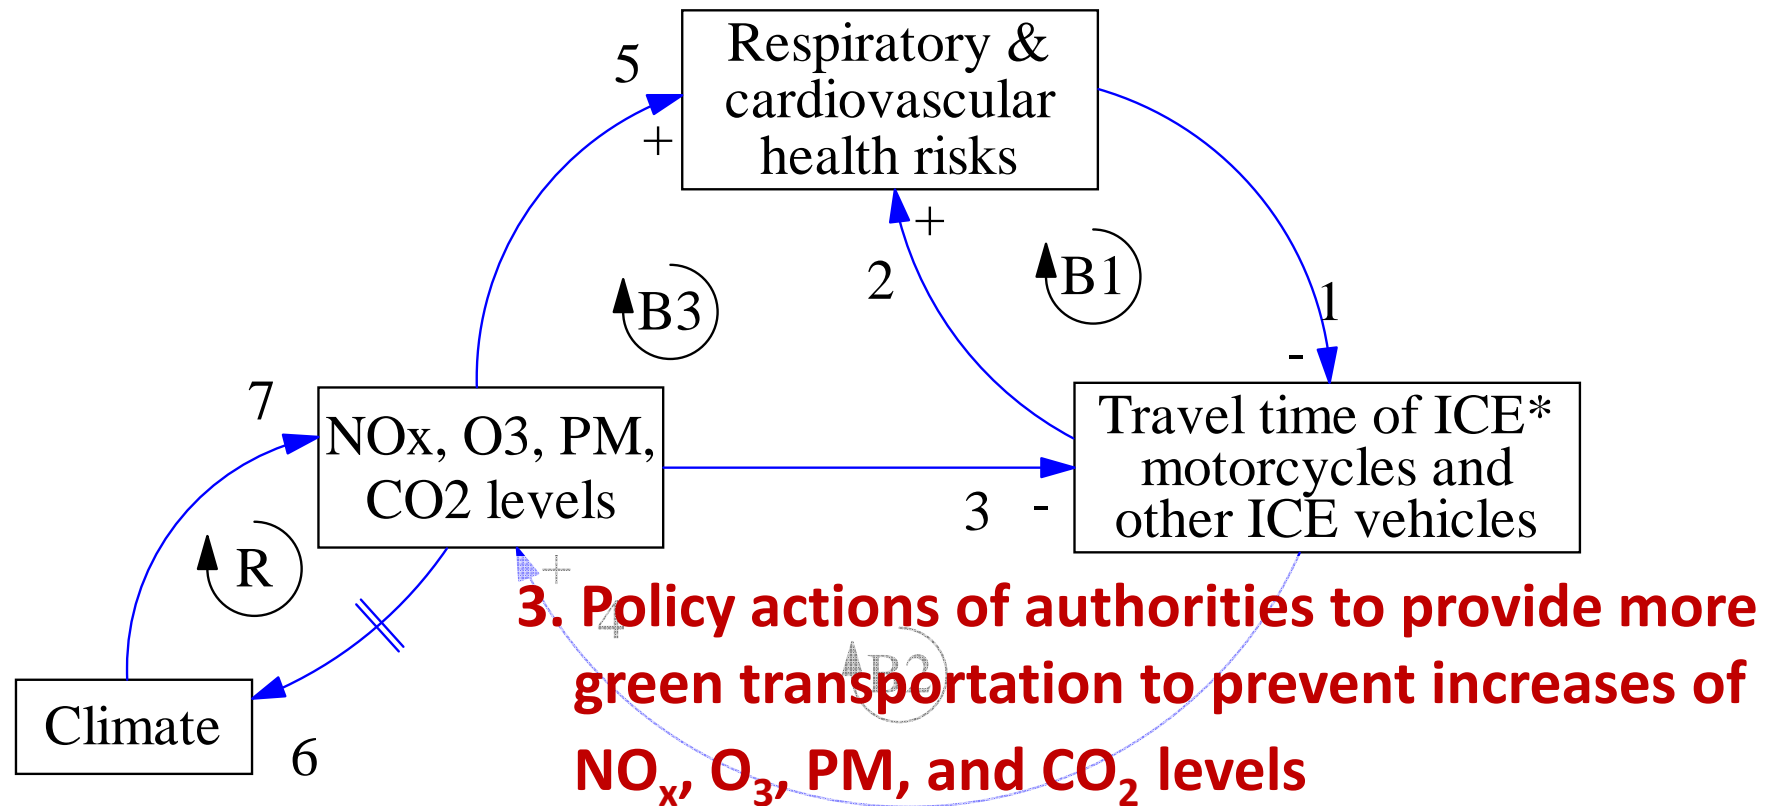 5
Respiratory &
cardiovascular
health risks
+
+
2
B1
1
-
B3
7
NOx, O3, PM,
CO2 levels
3
-
Travel time of ICE*
motorcycles and
other ICE vehicles
R
+
4
B2
3. Policy actions of authorities to provide more
green transportation to prevent increases of
NOx, O3, PM, and CO2 levels
Climate
6